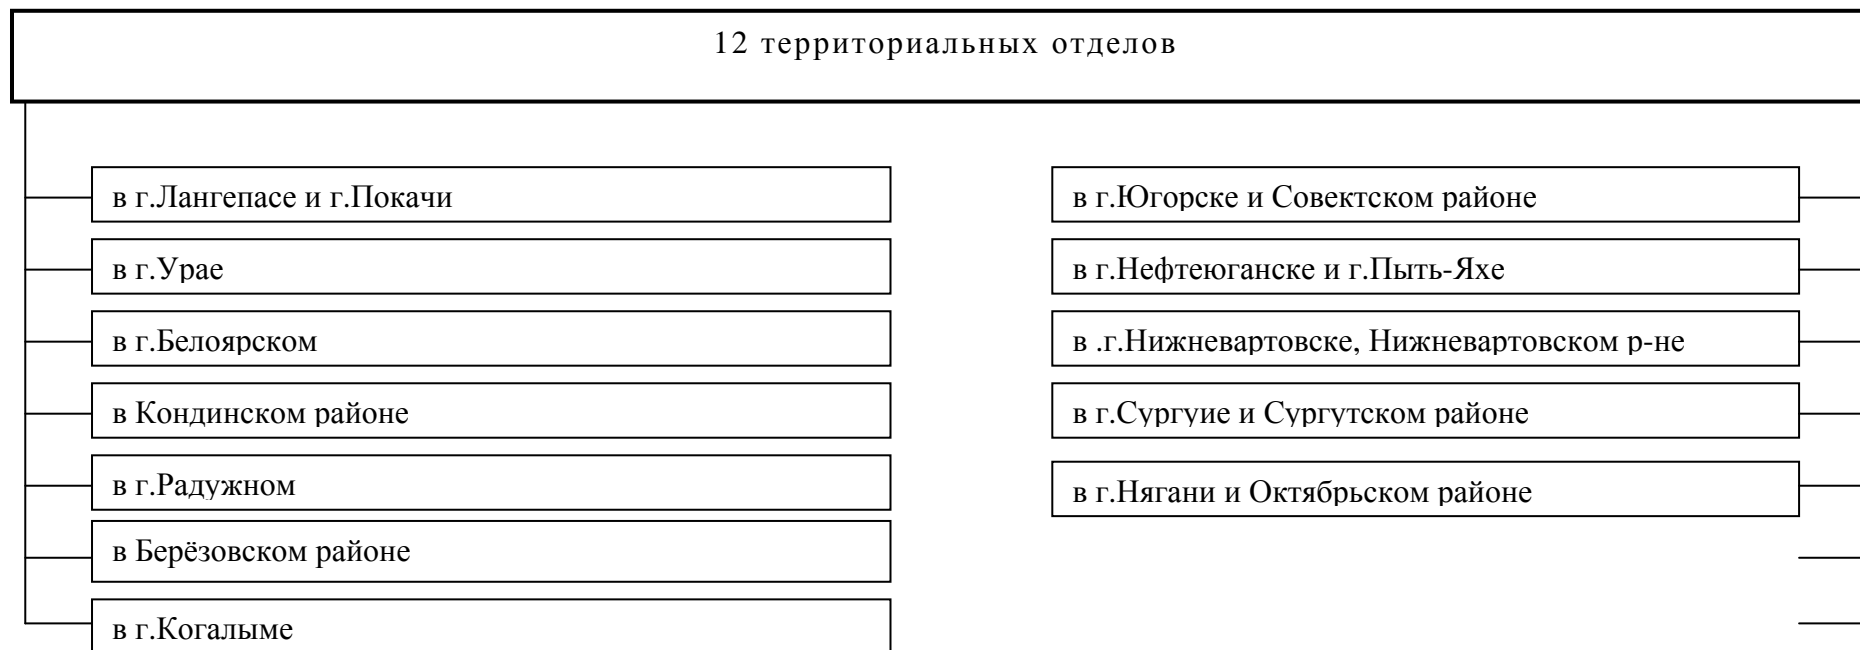 12 территориальных отделов
в г.Лангепасе и г.Покачи
в г.Урае
в г.Белоярском
в Кондинском районе
в г.Радужном
в Берёзовском районе
в г.Когалыме
в г.Югорске и Совектском районе
в г.Нефтеюганске и г.Пыть-Яхе
в .г.Нижневартовске, Нижневартовском р-не
в г.Сургуие и Сургутском районе
в г.Нягани и Октябрьском районе